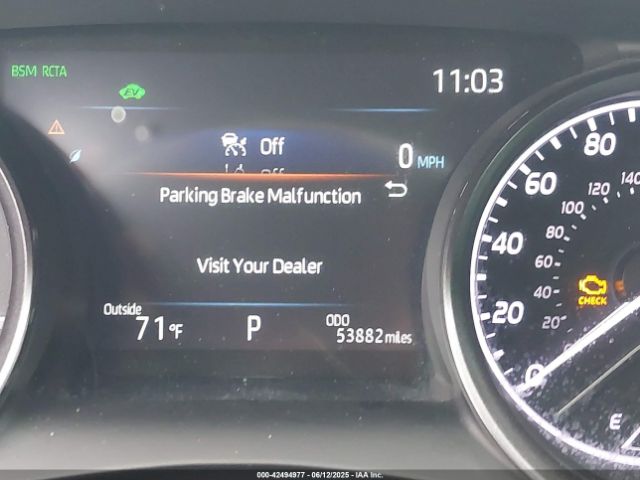 BSM RCTA
EV
11:03
Off
0 MPH
Parking Brake Malfunction
Visit Your Dealer
Outside
71°F
P
ODO
53882 miles
80
60
40
20
0
140
120
100
80
60
40
20
CHECK
E
000-42494977 - 06/12/2025 - IAA Inc.